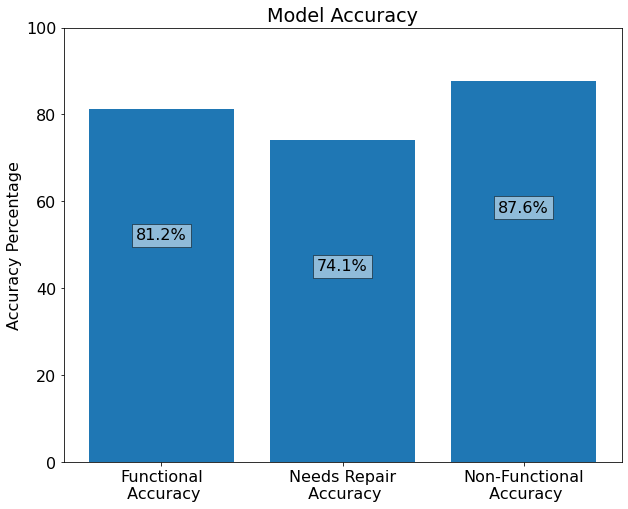 Model Accuracy
Accuracy Percentage
100
80
60
40
20
0
81.2%
74.1%
87.6%
Functional
Accuracy
Needs Repair
Accuracy
Non-Functional
Accuracy